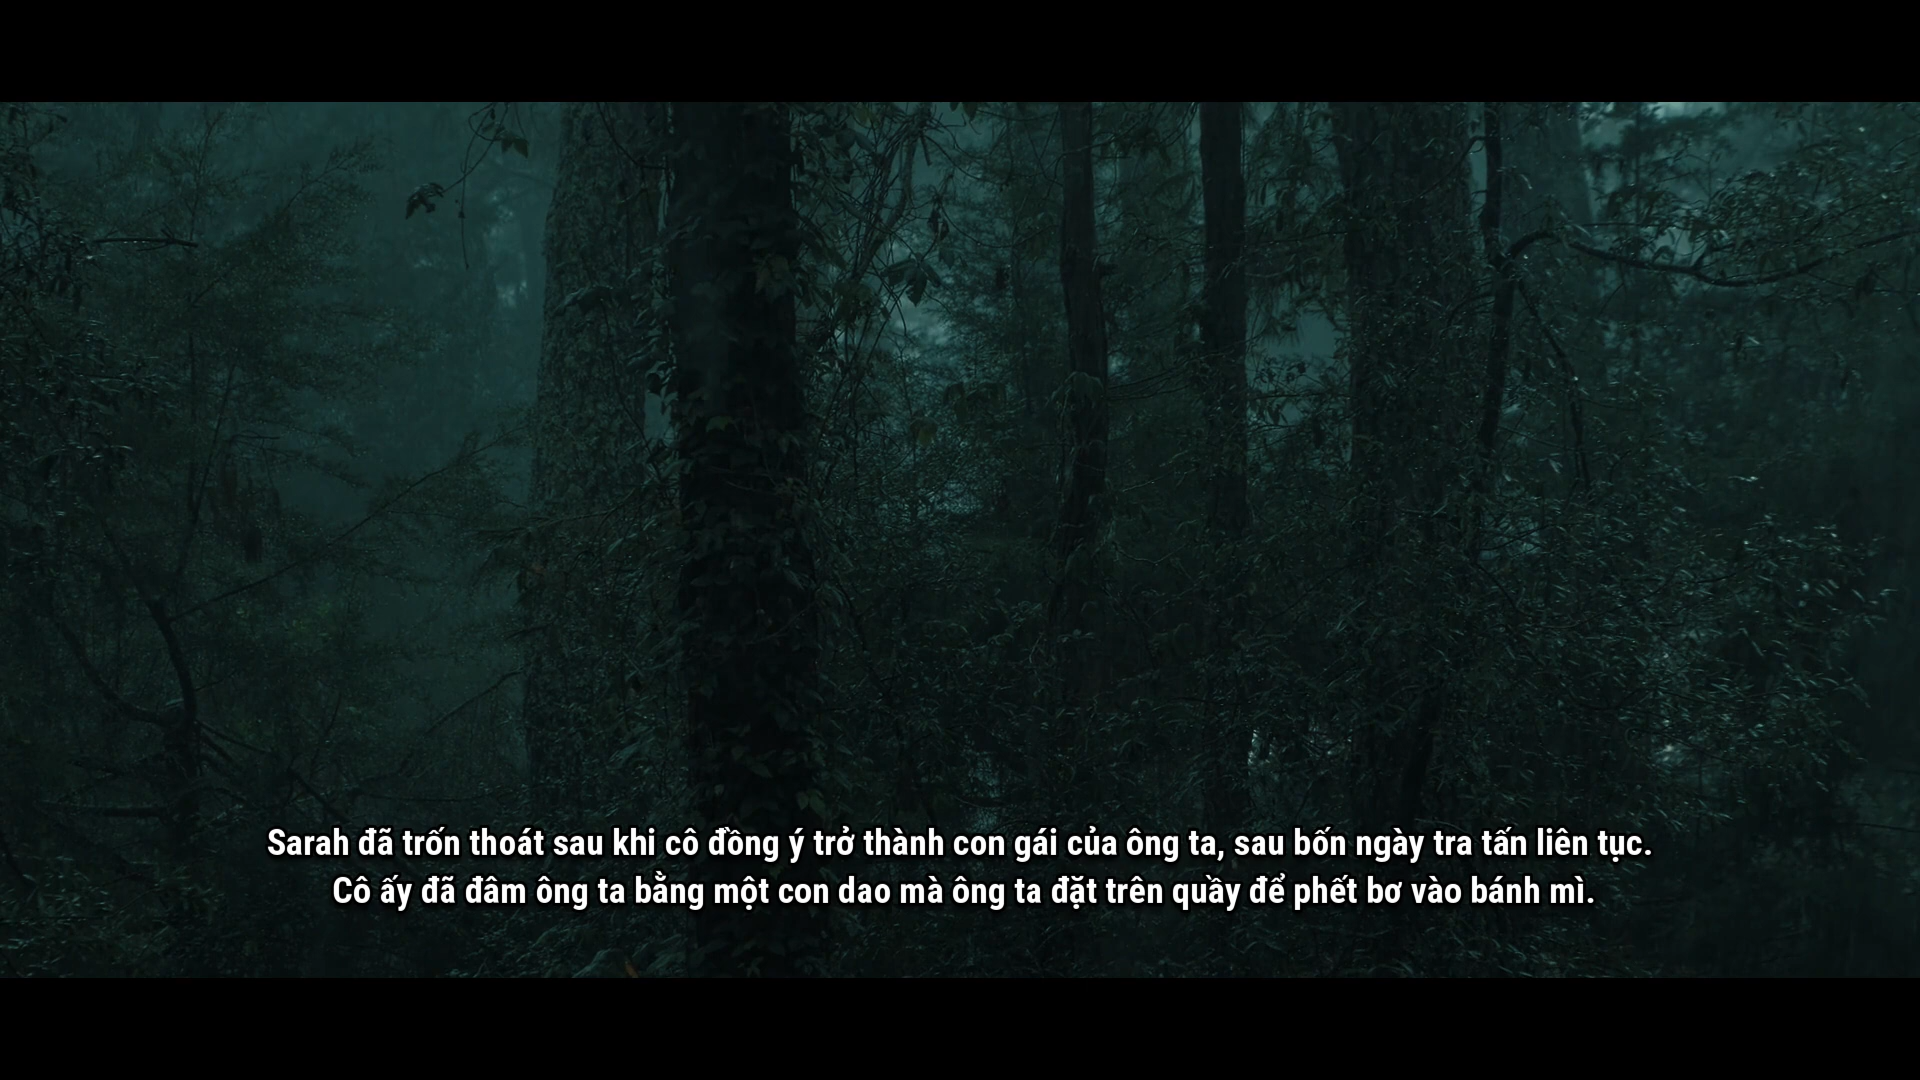 Sarah đã trốn thoát sau khi cô đồng ý trở thành con gái của ông ta, sau bốn ngày tra tấn liên tục.
Cô ấy đã đâm ông ta bằng một con dao mà ông ta đặt trên quầy để phết bơ vào bánh mì.